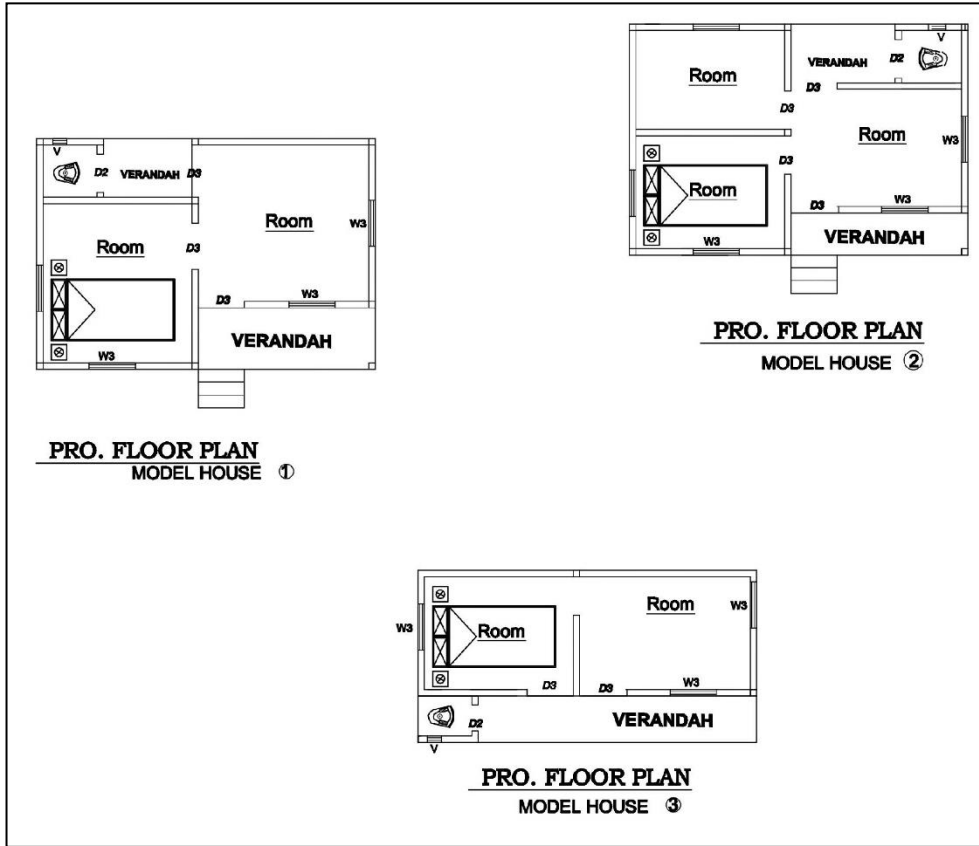 V
D2
VERANDAH
D3
Room
W3
Room
D3
D3
W3
VERANDAH
W3
PRO. FLOOR PLAN
MODEL HOUSE ①
V
Room
VERANDAH
D2
D3
D3
Room
W3
D3
Room
D3
W3
W3
VERANDAH
PRO. FLOOR PLAN
MODEL HOUSE ②
Room
W3
W3
Room
D3
D3
W3
D2
VERANDAH
V
PRO. FLOOR PLAN
MODEL HOUSE ③